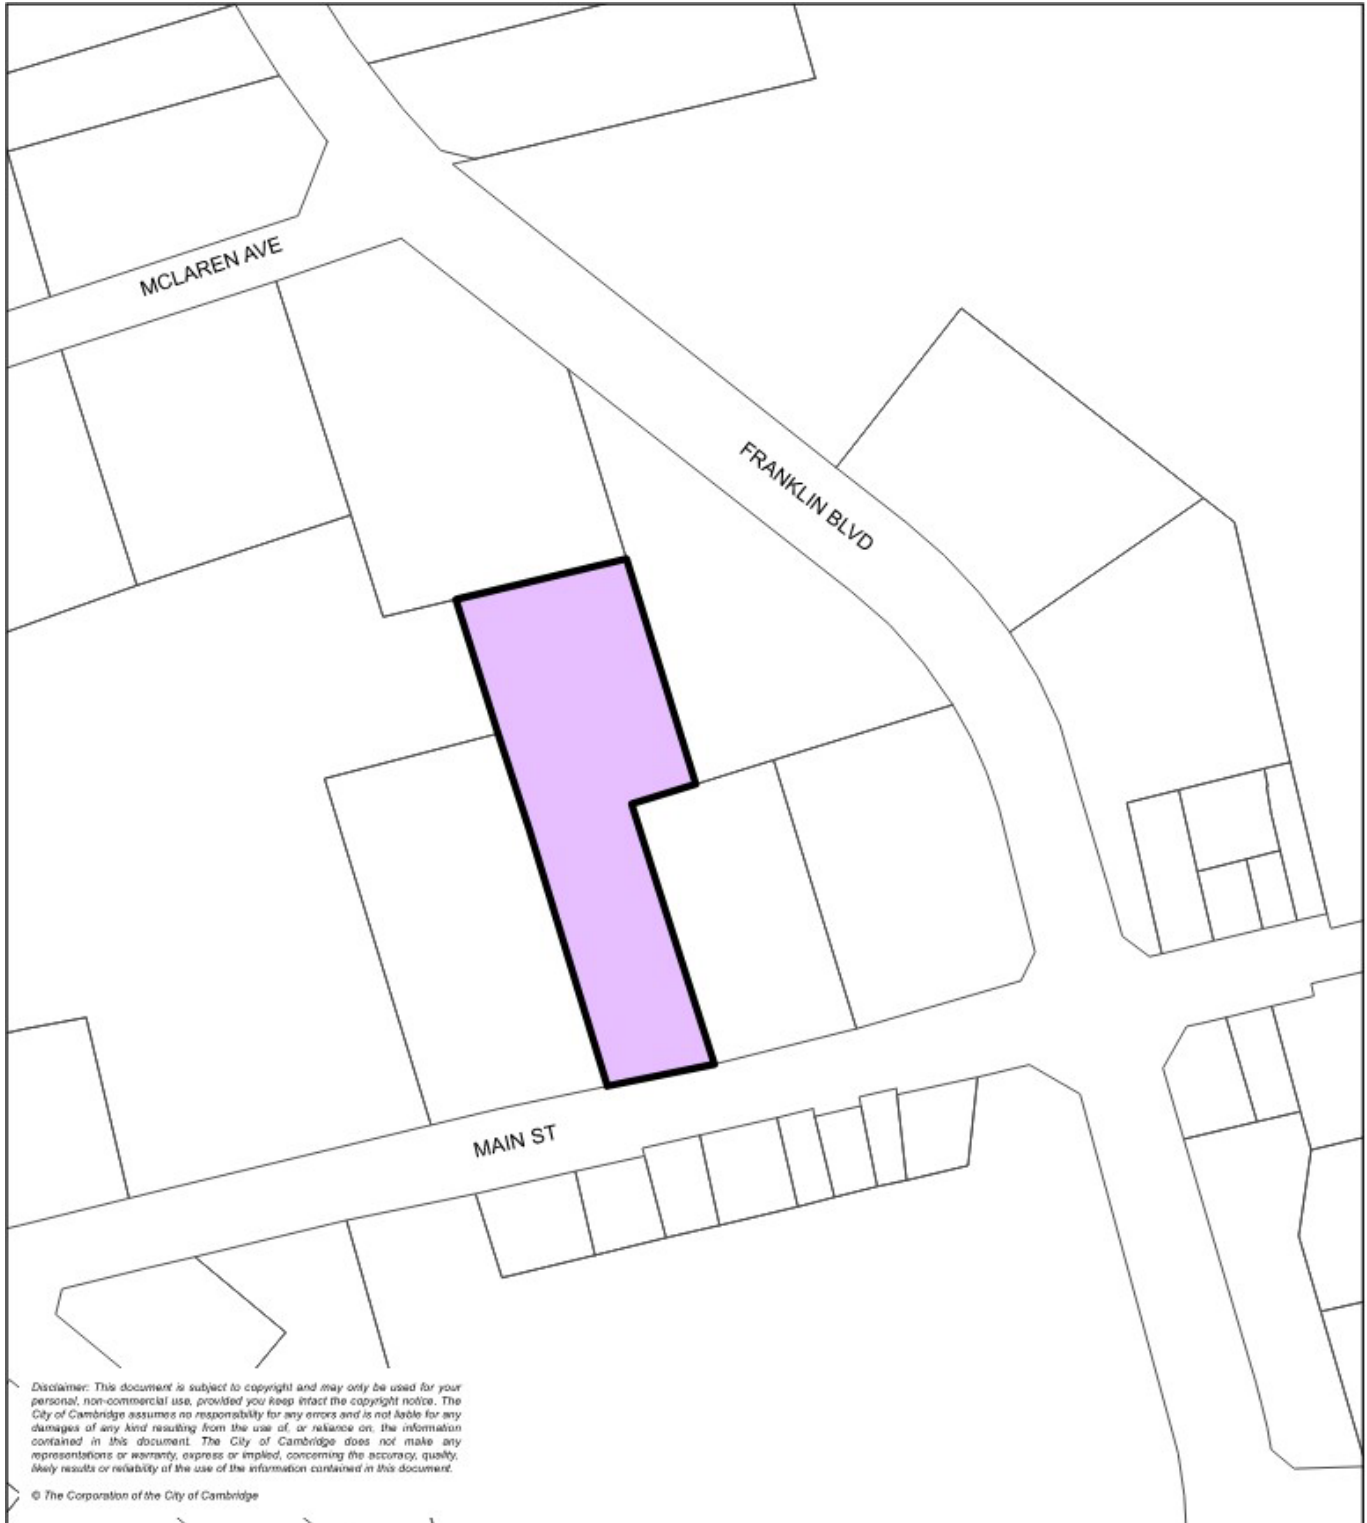 MCLAREN AVE
FRANKLIN BLVD
MAIN ST
Disclaimer: This document is subject to copyright and may only be used for your
personal, non-commercial use, provided you keep intact the copyright notice. The
City of Cambridge assumes no responsibility for any errors and is not liable for any
damages of any kind resulting from the use of, or reliance on, the information
contained in this document. The City of Cambridge does not make any
representations or warranty, express or implied, concerning the accuracy, quality,
likely results or reliability of the use of the information contained in this document.
© The Corporation of the City of Cambridge